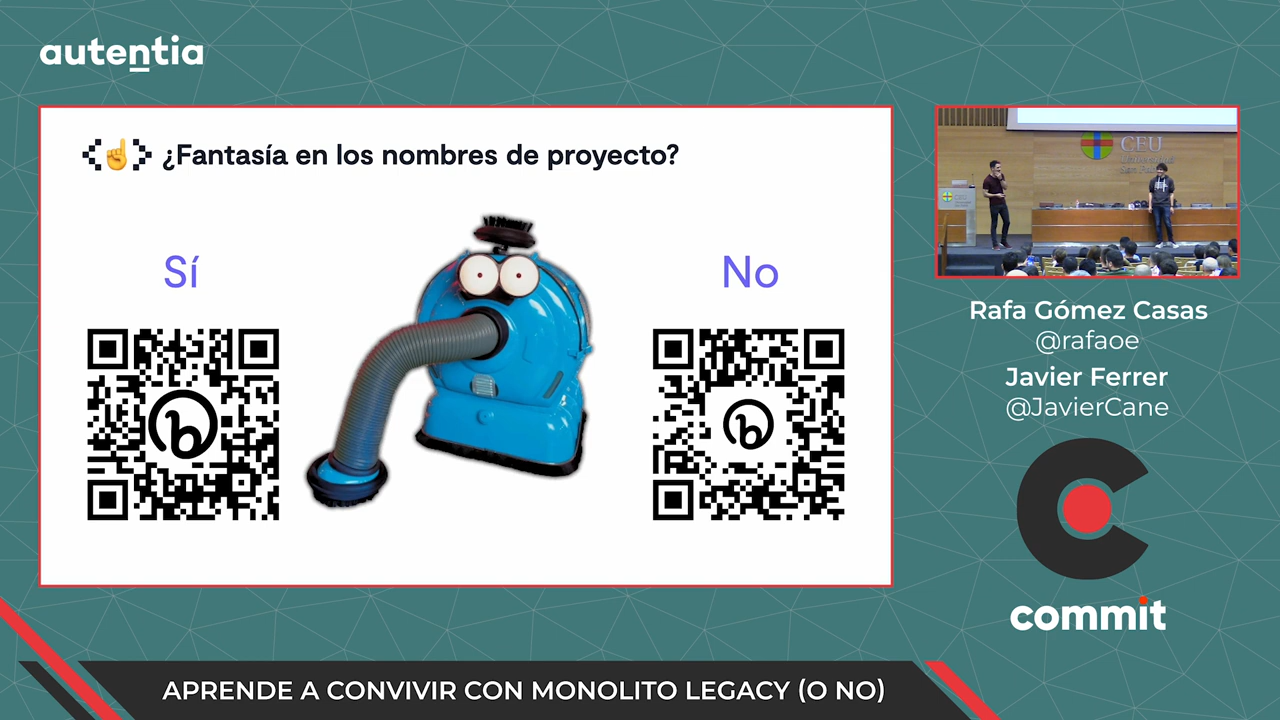 autentia
¿Fantasía en los nombres de proyecto?
Sí
No
CEU
Rafa Gómez Casas
@rafaoe
Javier Ferrer
@JavierCane
commit
APRENDE A CONVIVIR CON MONOLITO LEGACY (O NO)